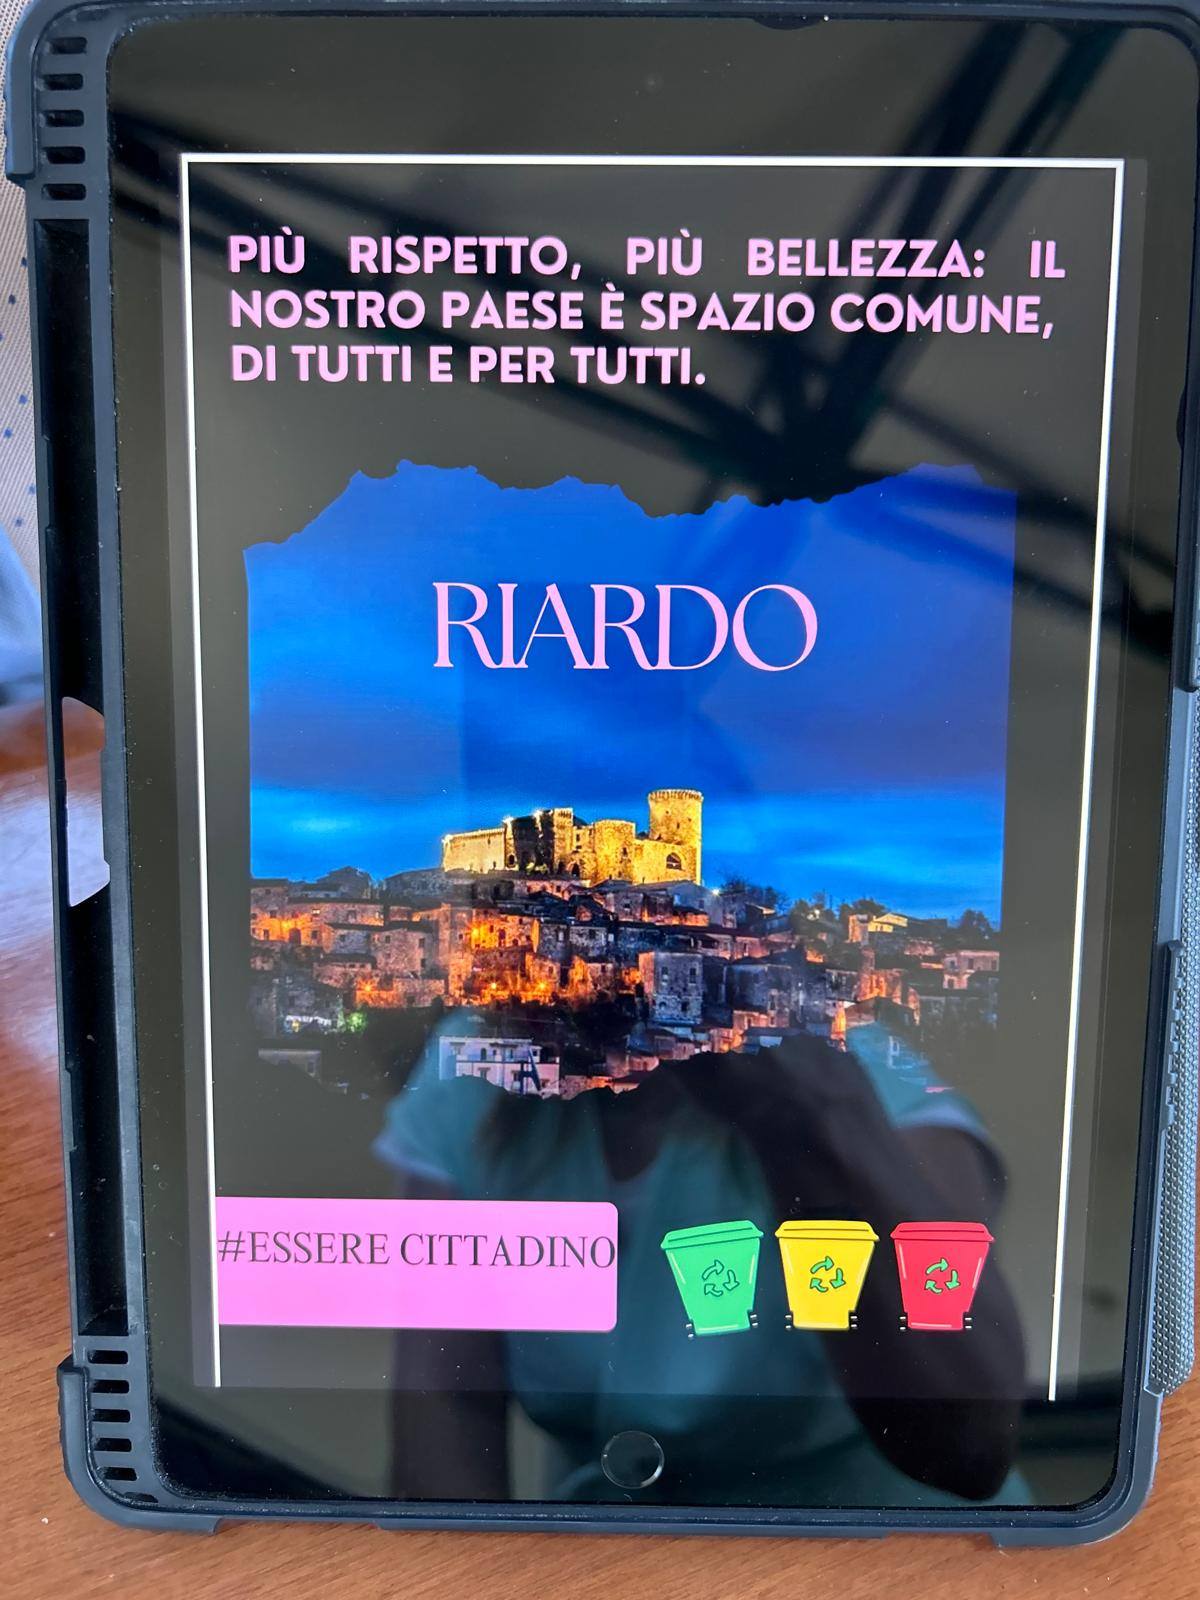 PIÙ RISPETTO, PIÙ BELLEZZA: IL
NOSTRO PAESE È SPAZIO COMUNE,
DI TUTTI E PER TUTTI.
RIARDO
#ESSERE CITTADINO